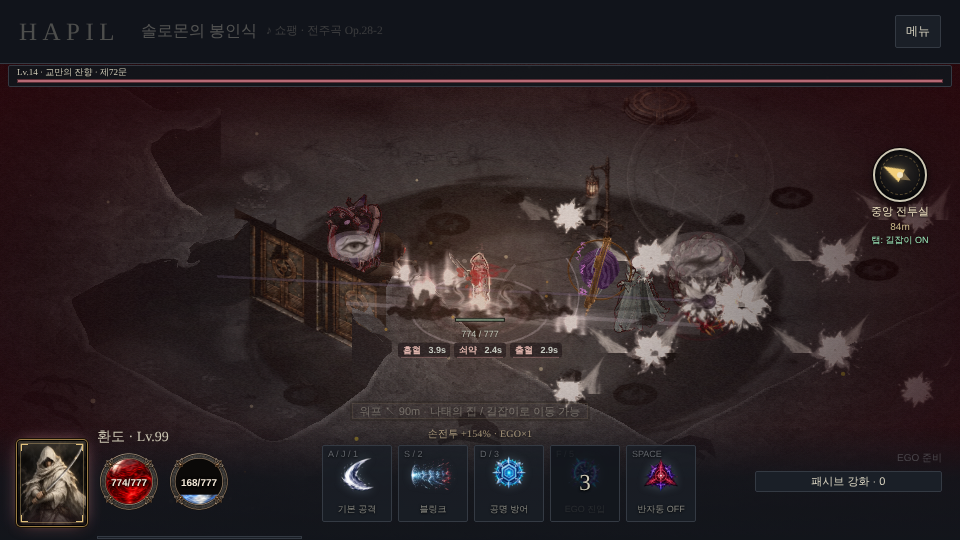 HAPIL 솔로몬의 봉인식 ♪ 쇼팽 · 전주곡 Op.28-2
메뉴
Lv.14 · 교만의 잔향 · 제72문
중앙 전투실
84m
탭: 길잡이 ON
774 / 777
흡혈 3.9s 쇠약 2.4s 출혈 2.9s
워프 ↖ 90m · 나태의 집 / 길잡이로 이동 가능
환도 · Lv.99
손전투 +154% · EGO×1
774/777
168/777
A / J / 1
기본 공격
S / 2
블링크
D / 3
공명 방어
3
EGO 진입
SPACE
반자동 OFF
EGO 준비
패시브 강화 · 0